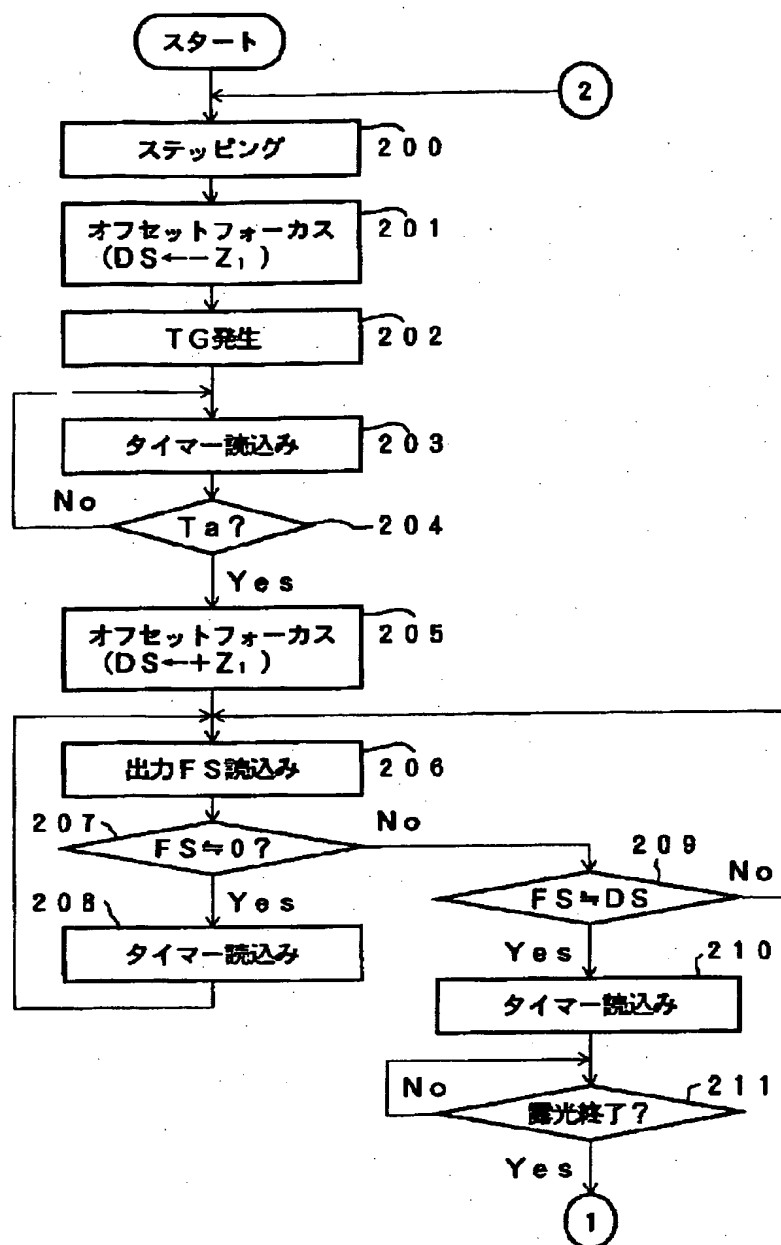 スタート
2
ステッピング
200
オフセットフォーカス
(DS←−Z₁)
201
TG発生
202
タイマー読込み
203
No
Ta?
204
Yes
オフセットフォーカス
(DS←+Z₁)
205
出力FS読込み
206
207
FS≒0?
No
Yes
208
タイマー読込み
209
FS≒DS
No
Yes
210
タイマー読込み
No
露光終了?
211
Yes
1